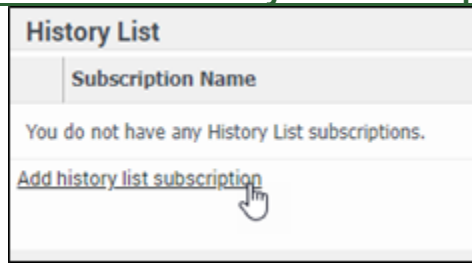 History List
Subscription Name
You do not have any History List subscriptions.
Add history list subscription